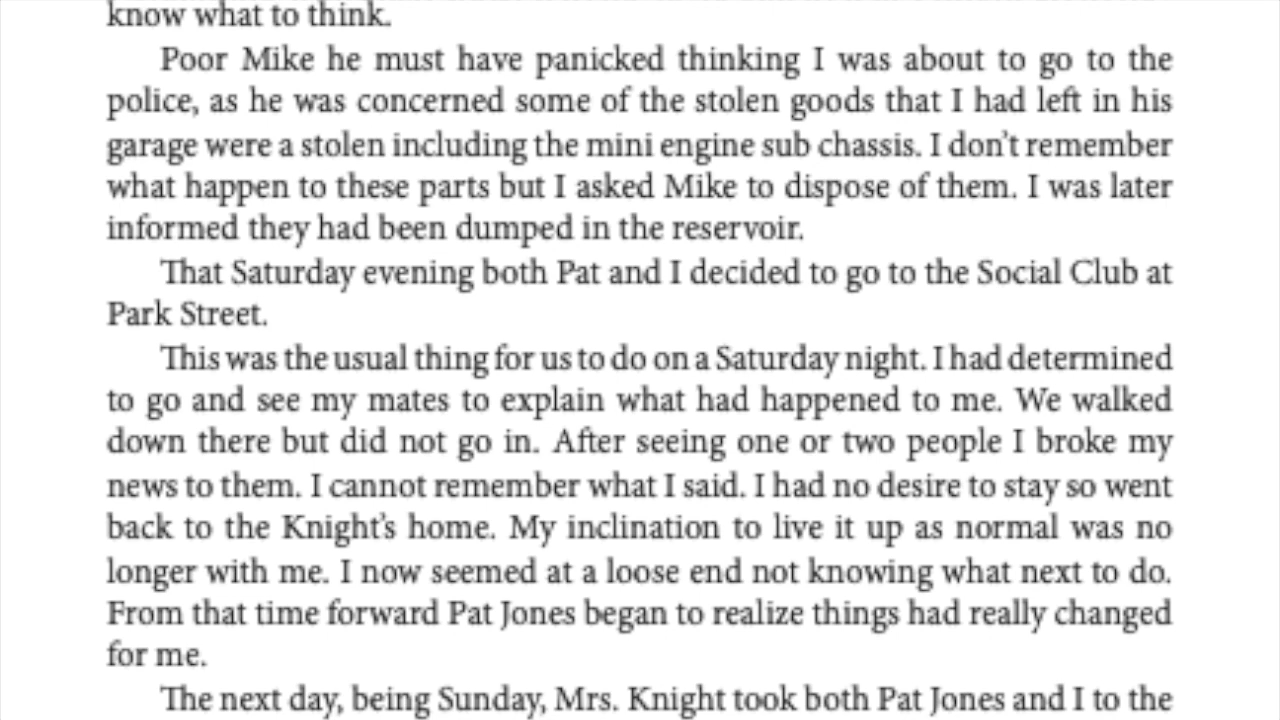 know what to think.
Poor Mike he must have panicked thinking I was about to go to the
police, as he was concerned some of the stolen goods that I had left in his
garage were a stolen including the mini engine sub chassis. I don't remember
what happen to these parts but I asked Mike to dispose of them. I was later
informed they had been dumped in the reservoir.
That Saturday evening both Pat and I decided to go to the Social Club at
Park Street.
This was the usual thing for us to do on a Saturday night. I had determined
to go and see my mates to explain what had happened to me. We walked
down there but did not go in. After seeing one or two people I broke my
news to them. I cannot remember what I said. I had no desire to stay so went
back to the Knight's home. My inclination to live it up as normal was no
longer with me. I now seemed at a loose end not knowing what next to do.
From that time forward Pat Jones began to realize things had really changed
for me.
The next day, being Sunday, Mrs. Knight took both Pat Jones and I to the